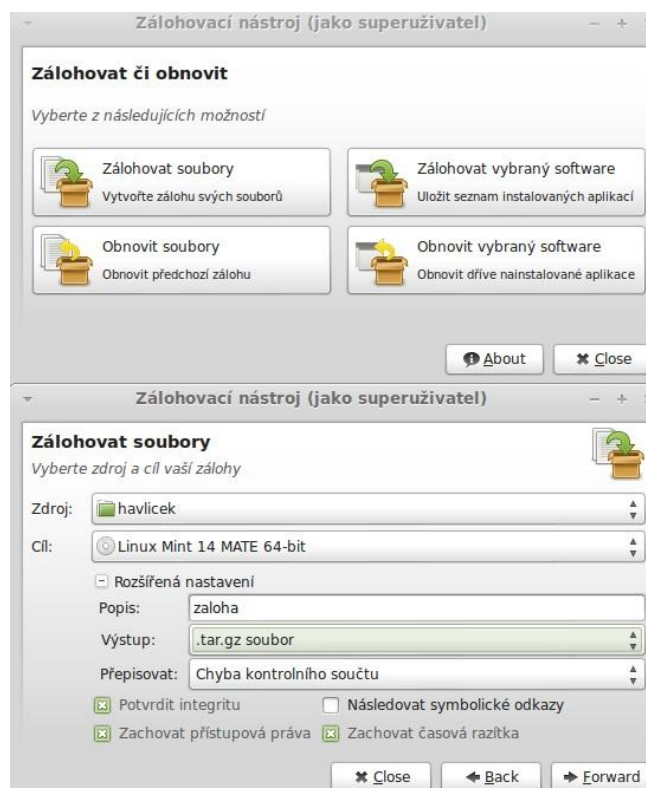 Zálohovací nástroj (jako superuživatel)
Zálohovat či obnovit
Vyberte z následujících možností
Zálohovat soubory
Vytvořte zálohu svých souborů
Zálohovat vybraný software
Uložit seznam instalovaných aplikací
Obnovit soubory
Obnovit předchozí zálohu
Obnovit vybraný software
Obnovit dříve nainstalované aplikace
About
Close
Zálohovací nástroj (jako superuživatel)
Zálohovat soubory
Vyberte zdroj a cíl vaší zálohy
Zdroj: havlicek
Cíl: Linux Mint 14 MATE 64-bit
Rozšířená nastavení
Popis: zaloha
Výstup: .tar.gz soubor
Přepisovat: Chyba kontrolního součtu
Potvrdit integritu
Následovat symbolické odkazy
Zachovat přístupová práva
Zachovat časová razítka
Close
Back
Forward